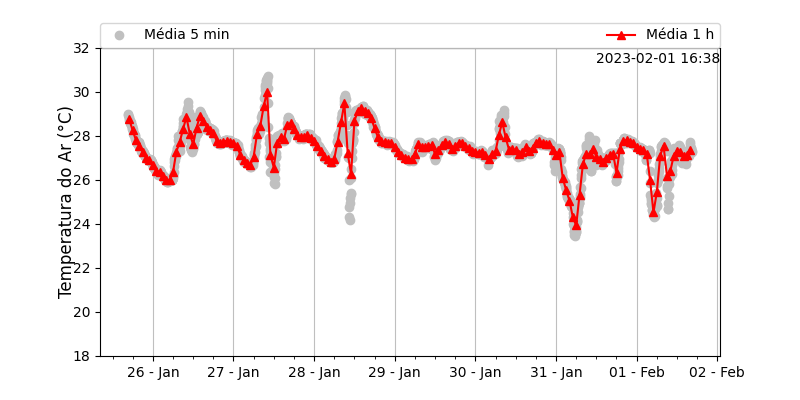 Média 5 min
Média 1 h
2023-02-01 16:38
Temperatura do Ar (°C)
32
30
28
26
24
22
20
18
26 - Jan
27 - Jan
28 - Jan
29 - Jan
30 - Jan
31 - Jan
01 - Feb
02 - Feb